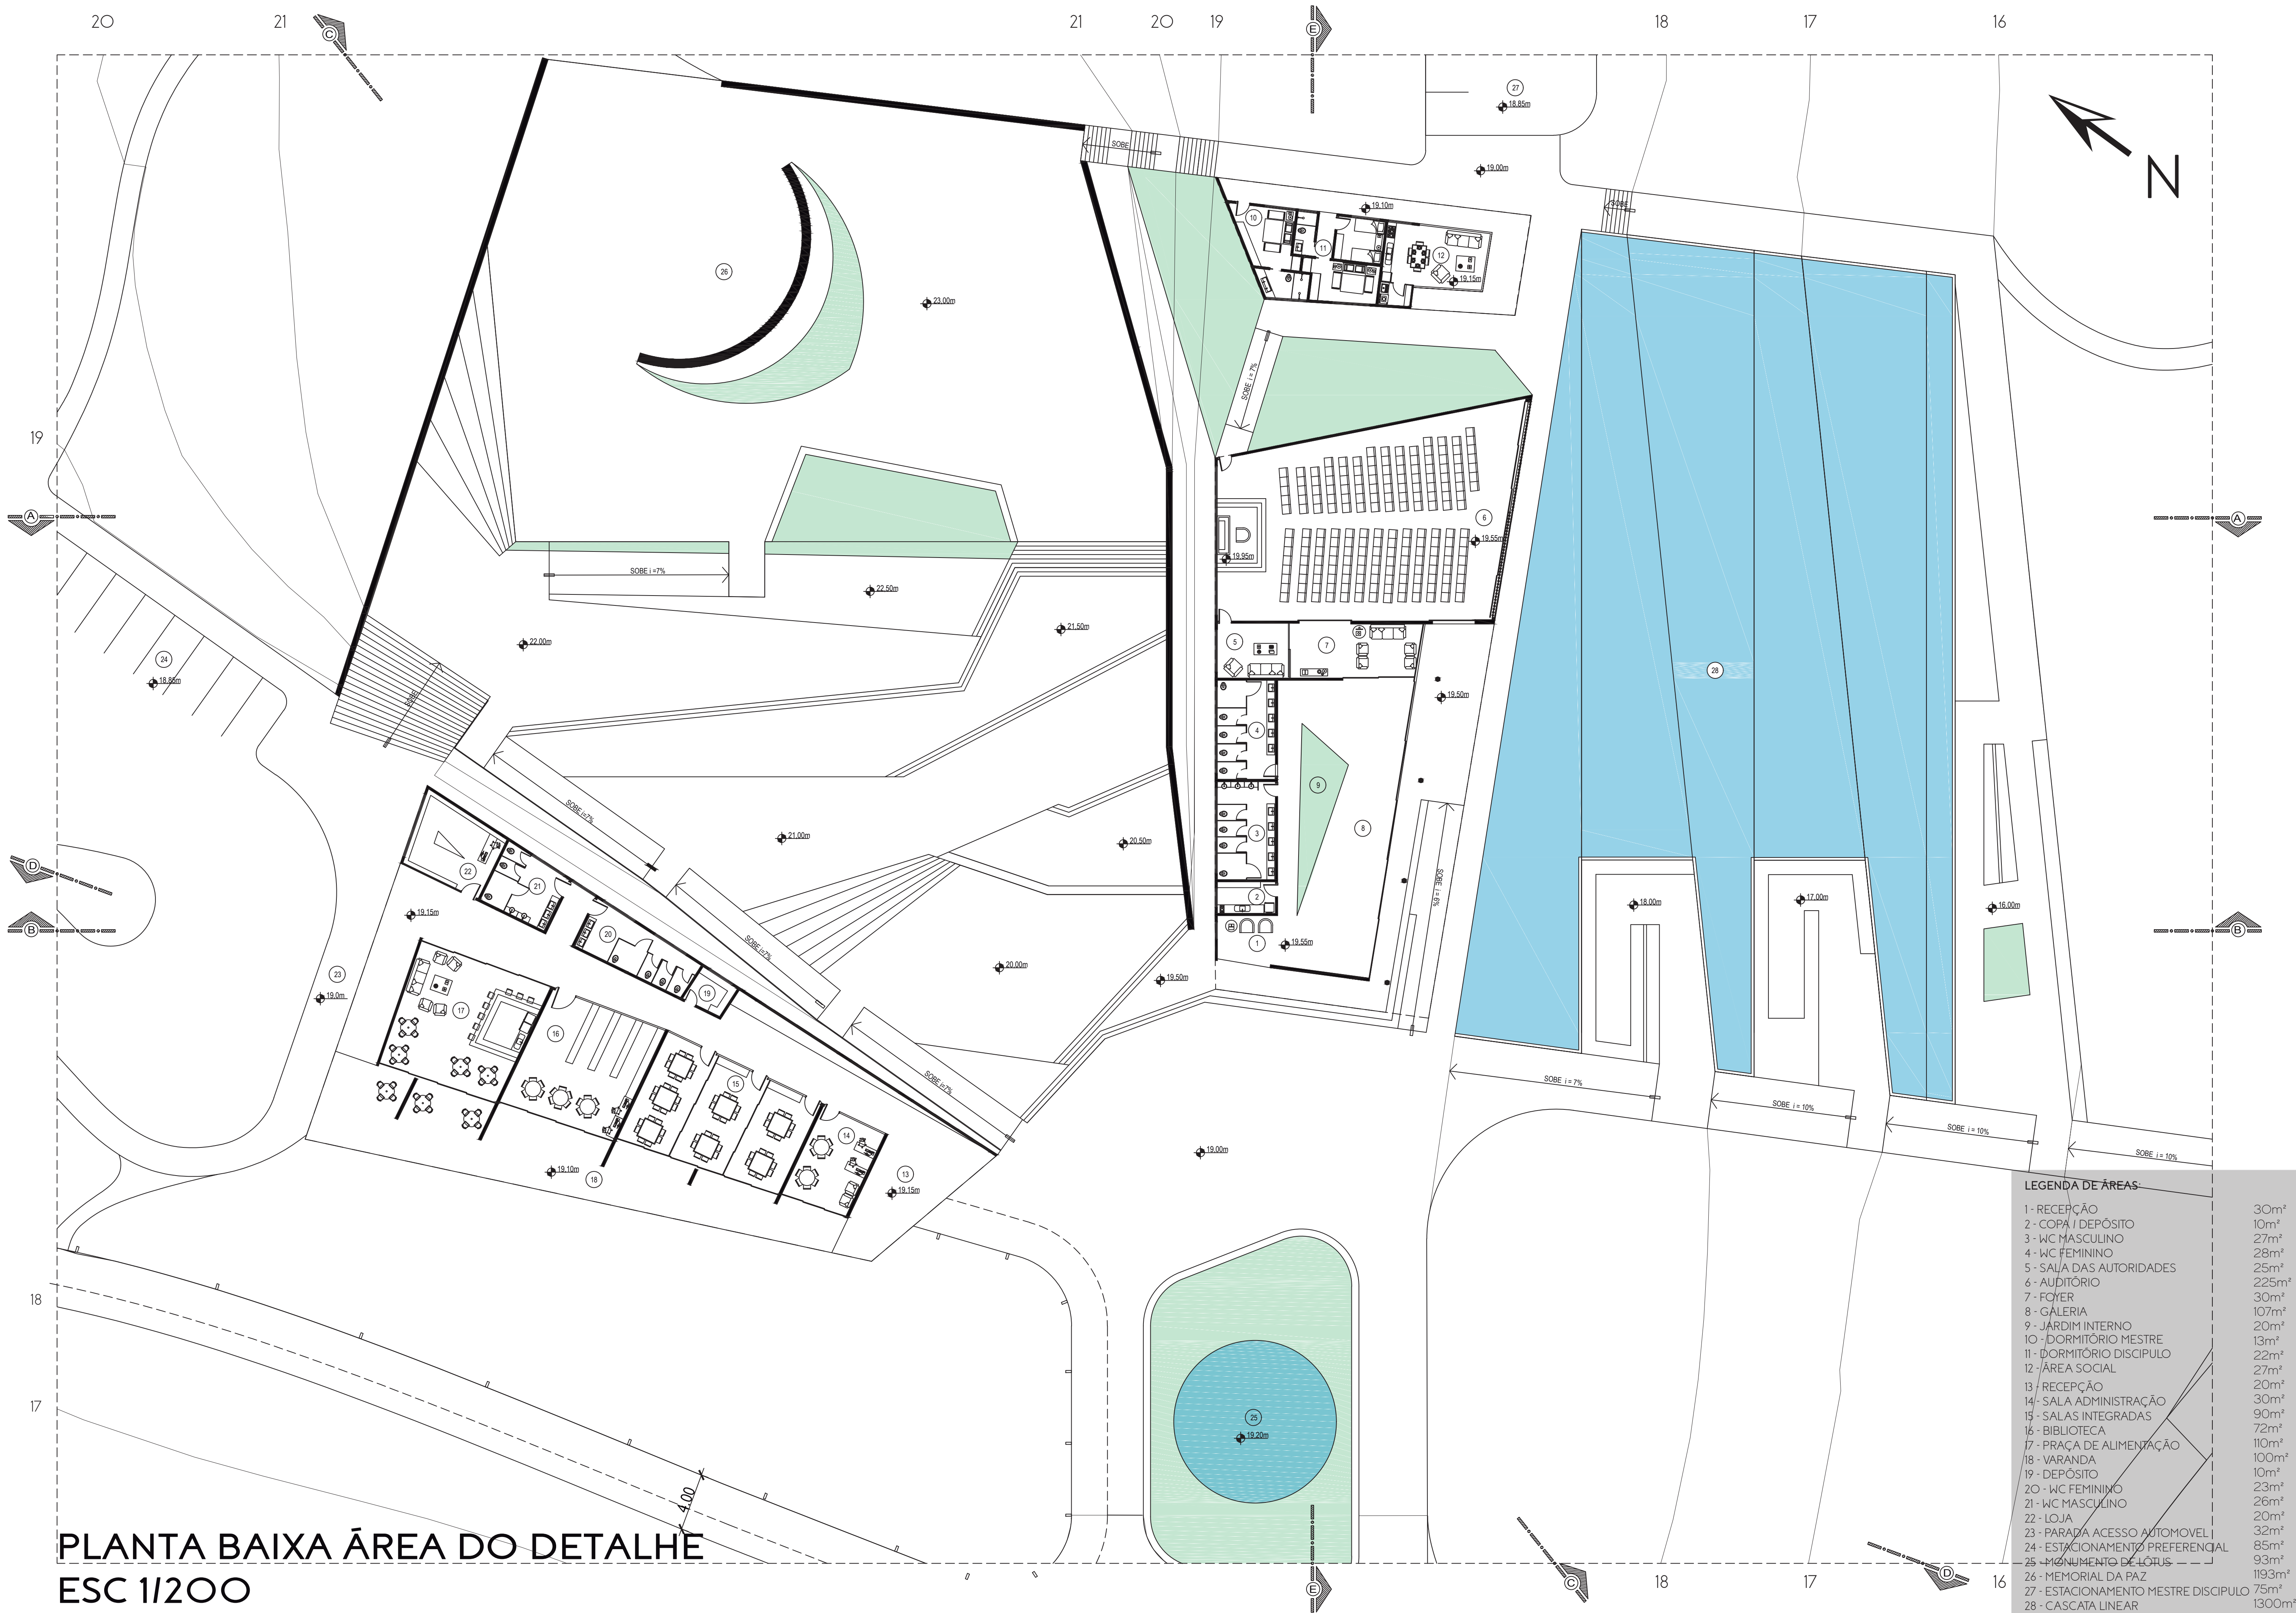 20 21 21 20 19 18 17 16
C
E
27
18.85m
SOBE
19.00m
N
10
19.10m
SOBE
11
12
19.15m
26
23.00m
SOBE i = 7%
19
6
19.55m
A
A
19.95m
SOBE i =7%
22.50m
21.50m
22.00m
5
7
24
18.85m
28
SOBE
19.50m
4
9
SOBE i=7%
21.00m
20.50m
3
8
D
22
21
SOBE i = 6%
2
18.00m
17.00m
16.00m
19.15m
B
B
20
SOBE i=7%
1
19.55m
23
19.0m
20.00m
19.50m
19
17
16
15
SOBE i=7%
SOBE i = 7%
SOBE i = 10%
SOBE i = 10%
SOBE i = 10%
14
19.00m
19.10m
18
13
19.15m
18
17
25
19.20m
4.00
LEGENDA DE ÁREAS:
1 - RECEPÇÃO 30m²
2 - COPA / DEPÓSITO 10m²
3 - WC MASCULINO 27m²
4 - WC FEMININO 28m²
5 - SALA DAS AUTORIDADES 25m²
6 - AUDITÓRIO 225m²
7 - FOYER 30m²
8 - GALERIA 107m²
9 - JARDIM INTERNO 20m²
10 - DORMITÓRIO MESTRE 13m²
11 - DORMITÓRIO DISCIPULO 22m²
12 - ÁREA SOCIAL 27m²
13 - RECEPÇÃO 20m²
14 - SALA ADMINISTRAÇÃO 30m²
15 - SALAS INTEGRADAS 90m²
16 - BIBLIOTECA 72m²
17 - PRAÇA DE ALIMENTAÇÃO 110m²
18 - VARANDA 100m²
19 - DEPÓSITO 10m²
20 - WC FEMININO 23m²
21 - WC MASCULINO 26m²
22 - LOJA 20m²
23 - PARADA ACESSO AUTOMOVEL 32m²
24 - ESTACIONAMENTO PREFERENCIAL 85m²
25 - MONUMENTO DE LÓTUS 93m²
26 - MEMORIAL DA PAZ 1193m²
27 - ESTACIONAMENTO MESTRE DISCIPULO 75m²
28 - CASCATA LINEAR 1300m²
PLANTA BAIXA ÁREA DO DETALHE
ESC 1/200
E
C
18
17
D
16